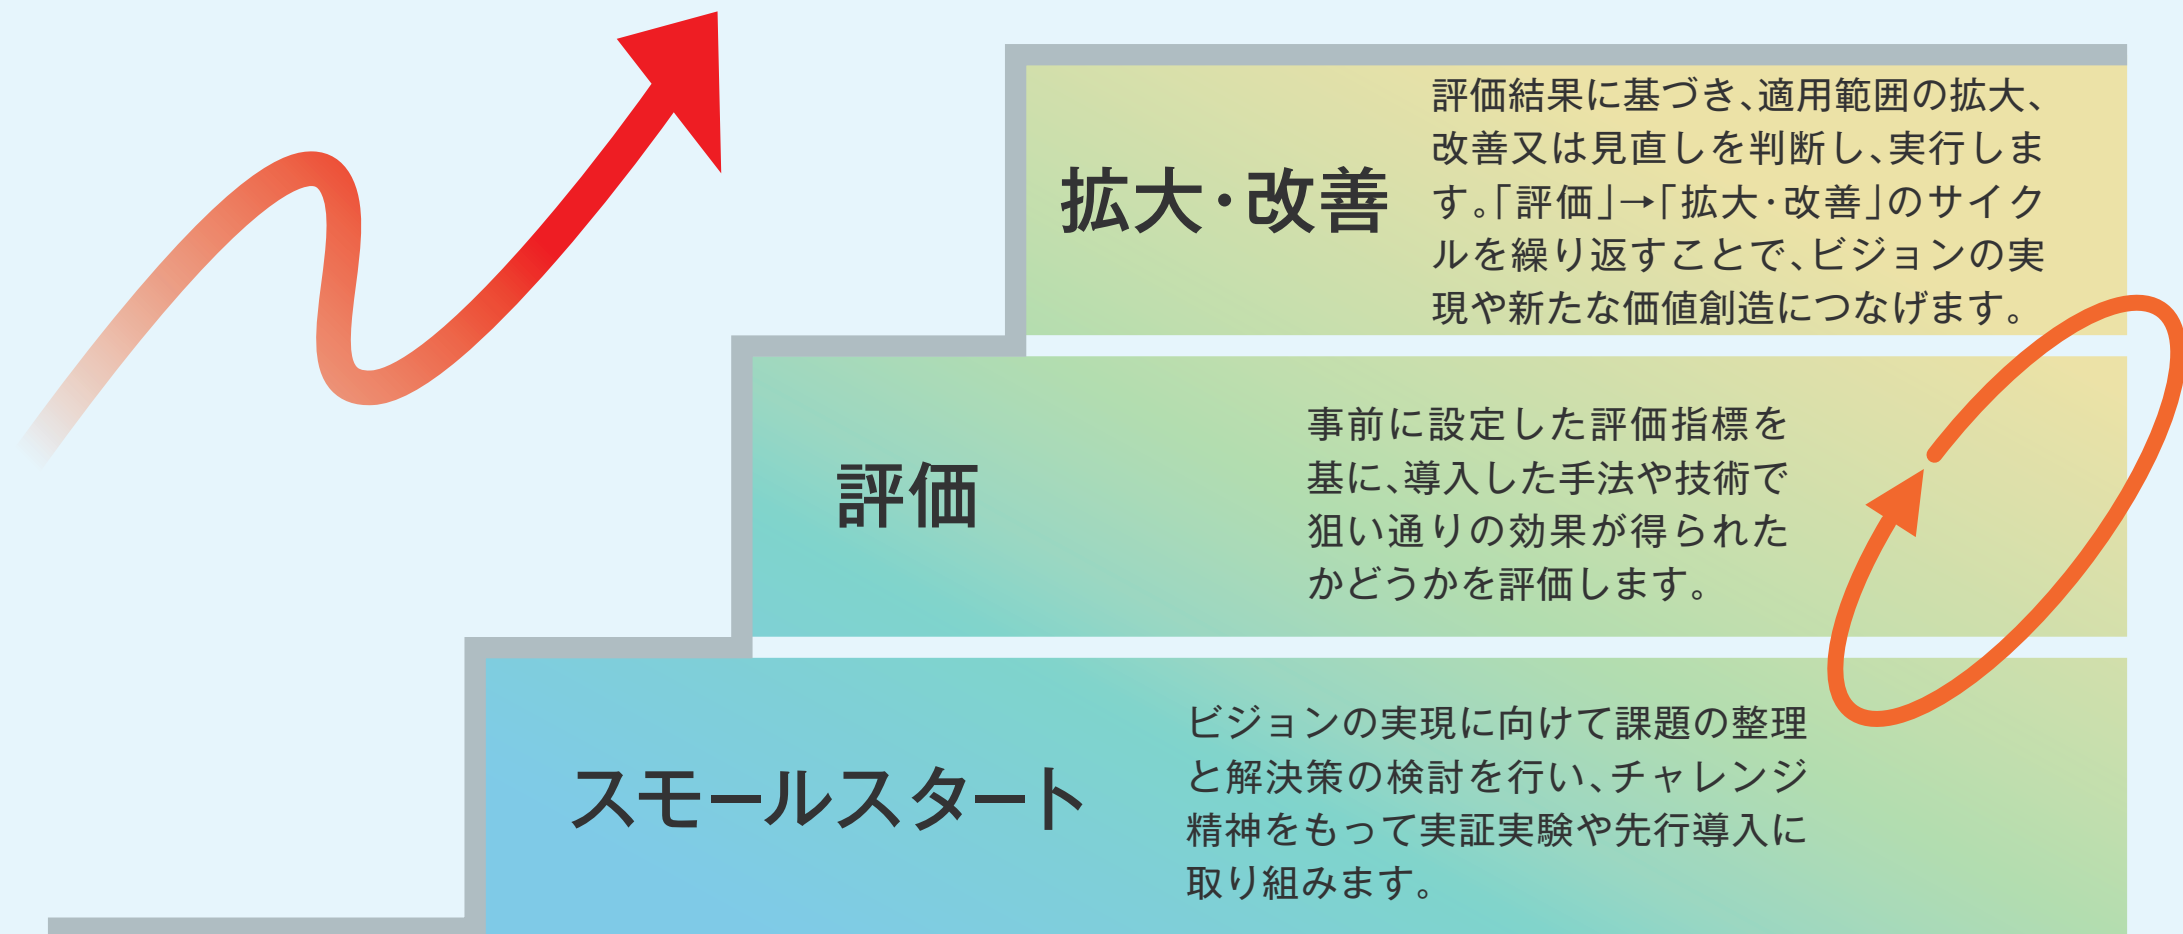 拡大・改善
評価結果に基づき、適用範囲の拡大、
改善又は見直しを判断し、実行しま
す。「評価」→「拡大・改善」のサイク
ルを繰り返すことで、ビジョンの実
現や新たな価値創造につなげます。
評価
事前に設定した評価指標を
基に、導入した手法や技術で
狙い通りの効果が得られた
かどうかを評価します。
スモールスタート
ビジョンの実現に向けて課題の整理
と解決策の検討を行い、チャレンジ
精神をもって実証実験や先行導入に
取り組みます。